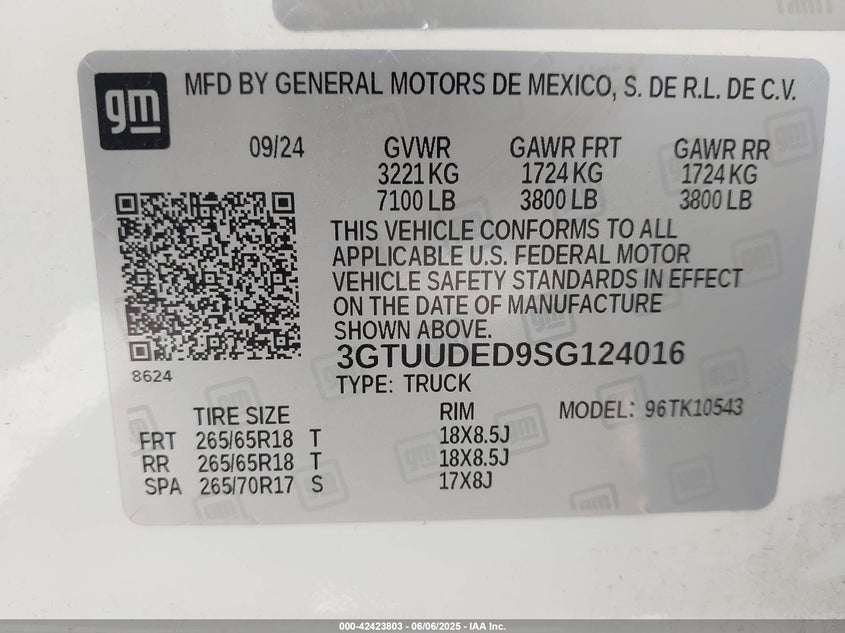 gm
MFD BY GENERAL MOTORS DE MEXICO, S. DE R.L. DE C.V.
09/24 GVWR GAWR FRT GAWR RR
3221 KG 1724 KG 1724 KG
7100 LB 3800 LB 3800 LB
THIS VEHICLE CONFORMS TO ALL
APPLICABLE U.S. FEDERAL MOTOR
VEHICLE SAFETY STANDARDS IN EFFECT
ON THE DATE OF MANUFACTURE
SHOWN ABOVE.
3GTUUDED9SG124016
8624
TYPE: TRUCK
TIRE SIZE RIM MODEL: 96TK10543
FRT 265/65R18 T 18X8.5J
RR 265/65R18 T 18X8.5J
SPA 265/70R17 S 17X8J
000-42423803 - 06/06/2025 - IAA Inc.